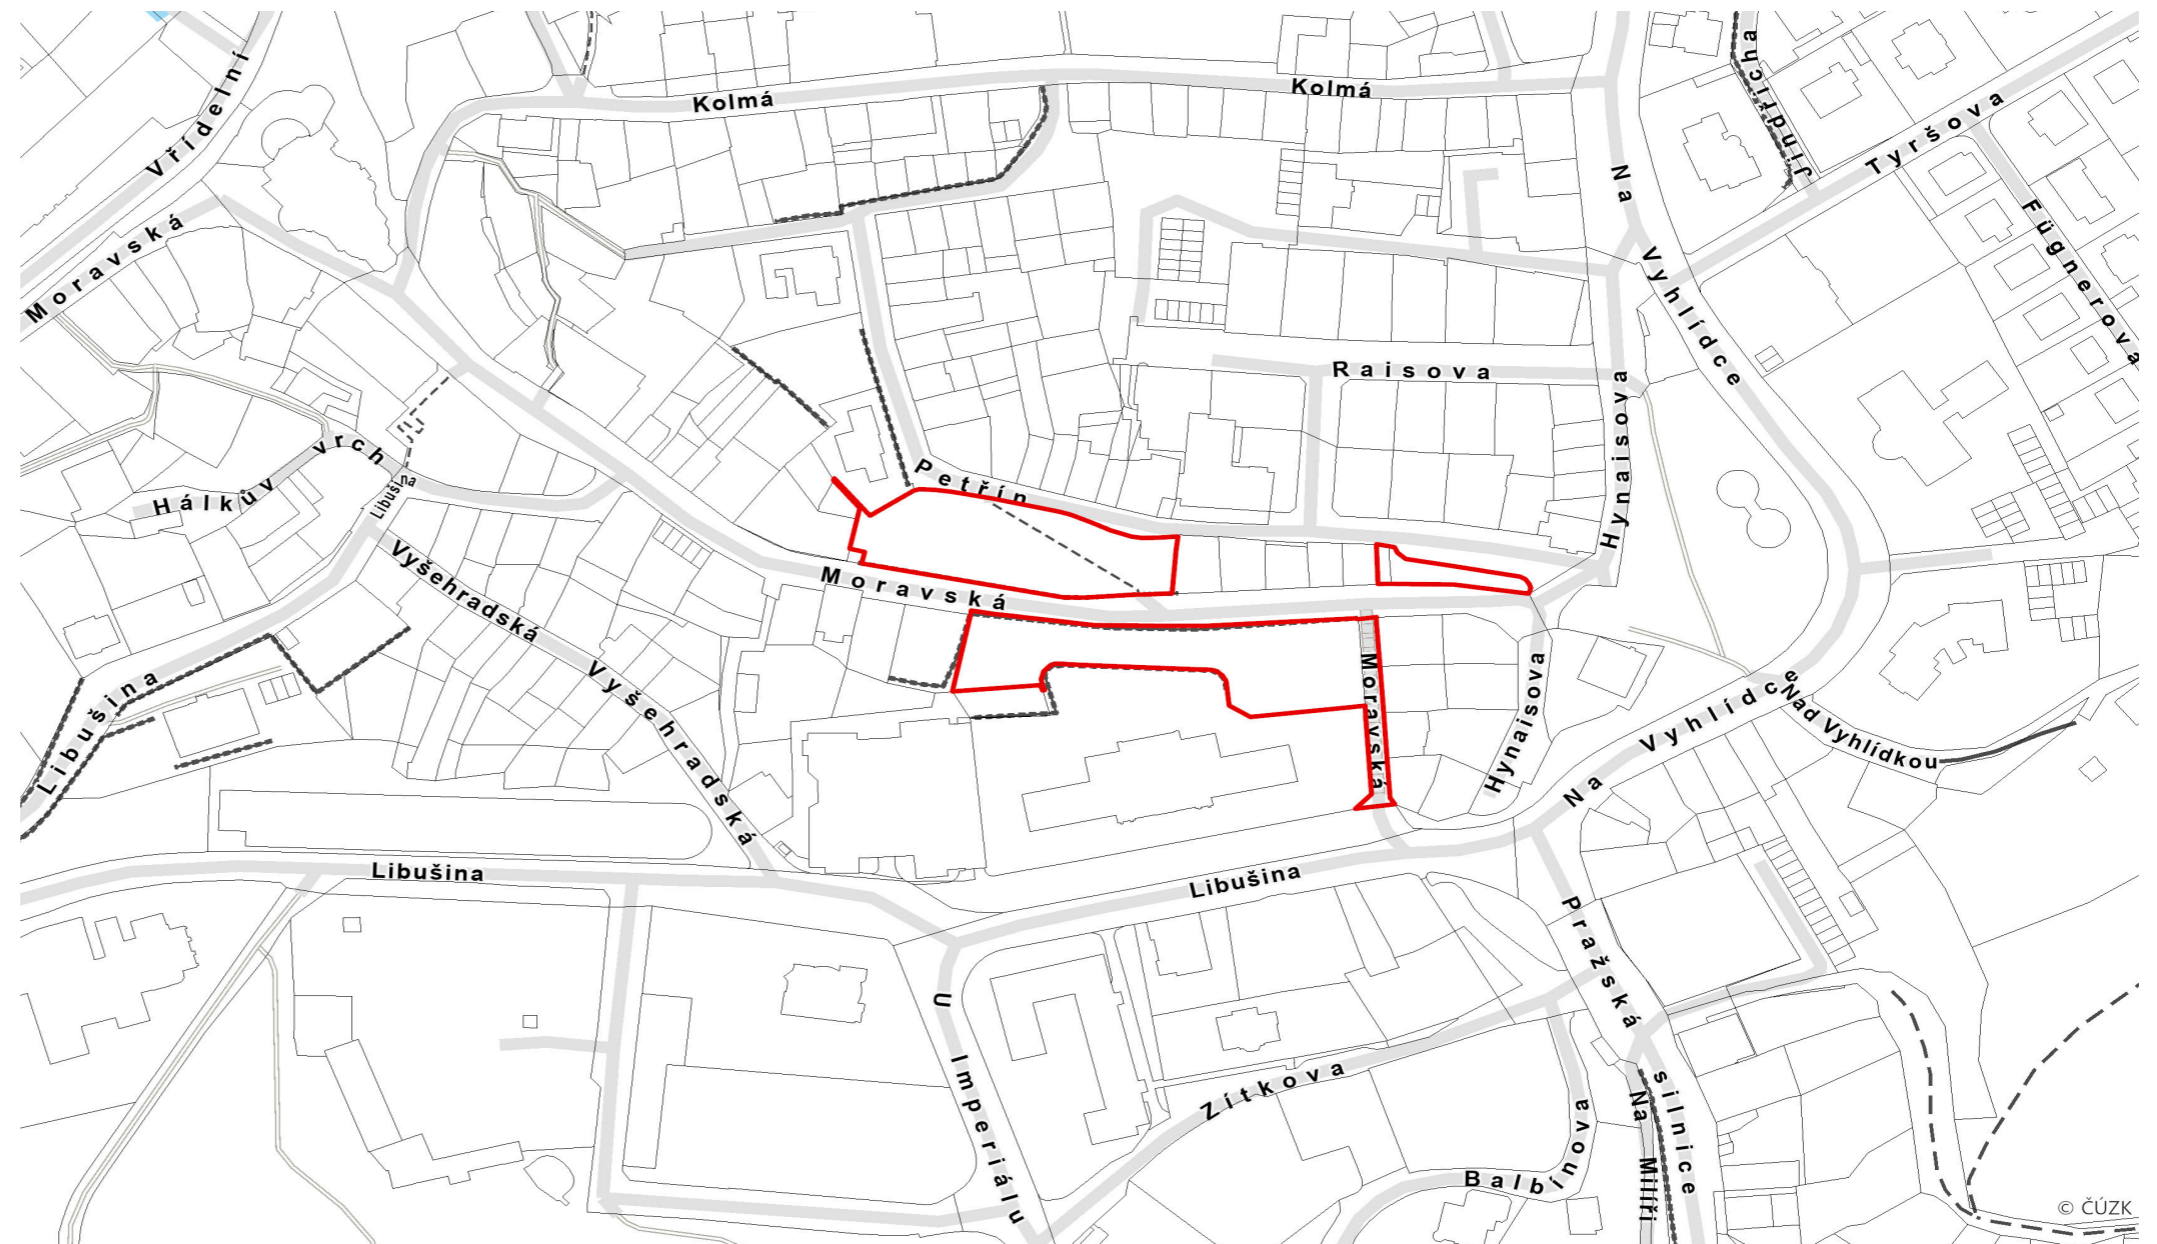 Kolmá
Kolmá
Jindřicha
Vřídelní
Tyršova
Na Vyhlídce
Fügnerova
Moravská
Raisova
Hynaisova
Hálkův vrch
Libušina
Petřín
Vyšehradská
Moravská
Vyšehradská
Moravská
Hynaisova
Libušina
Na Vyhlídce
Nad Vyhlídkou
Libušina
Libušina
Pražská silnice
U Imperiálu
Zítkova
Balbínova
Na Milíři
© ČÚZK